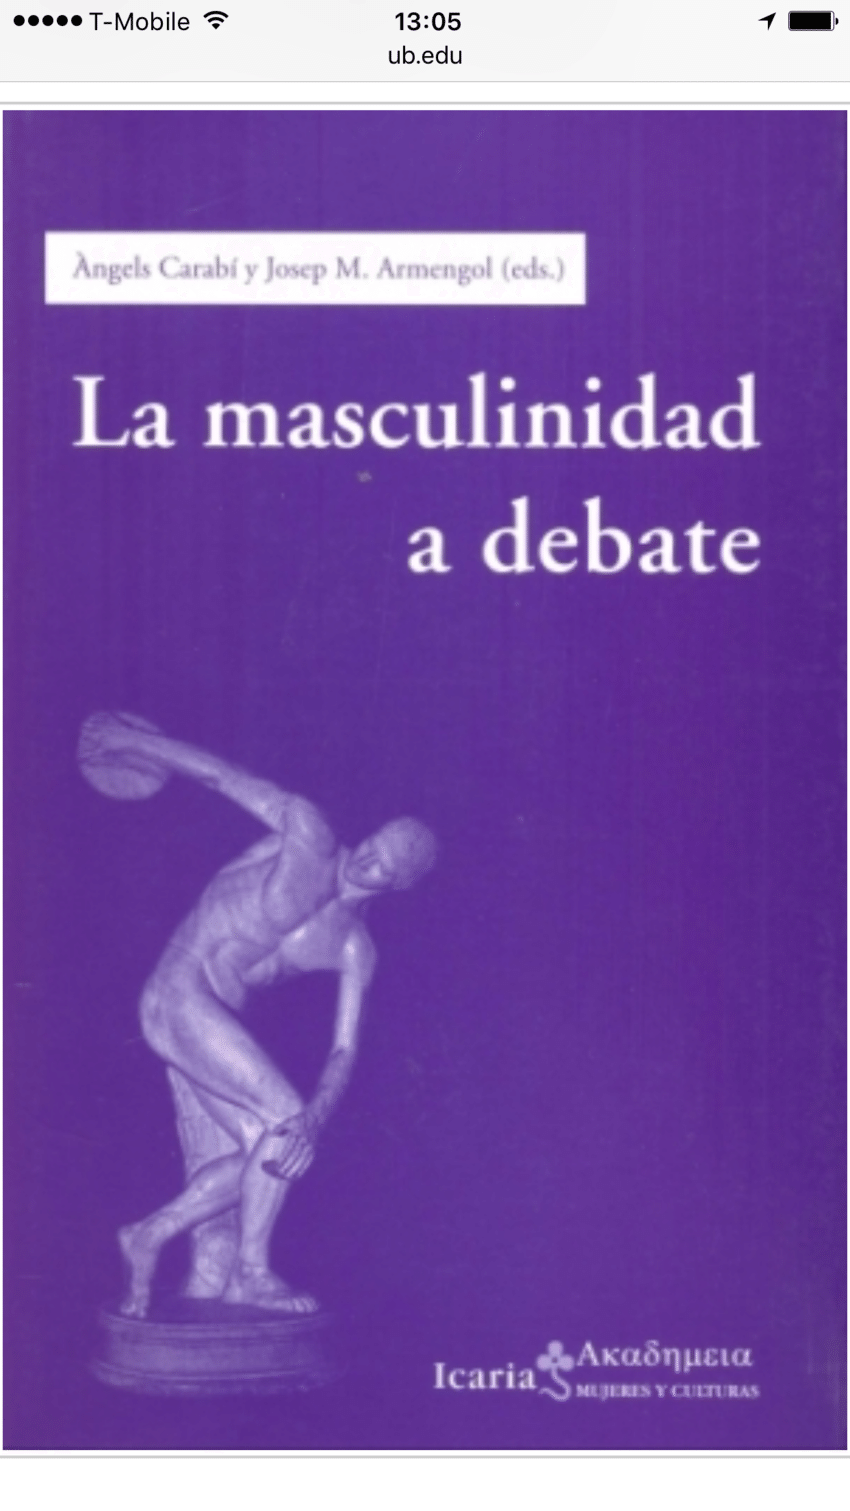 T-Mobile 13:05
ub.edu
Àngels Carabí y Josep M. Armengol (eds.)
La masculinidad
a debate
Icaria Ακαδημεια
MUJERES Y CULTURAS